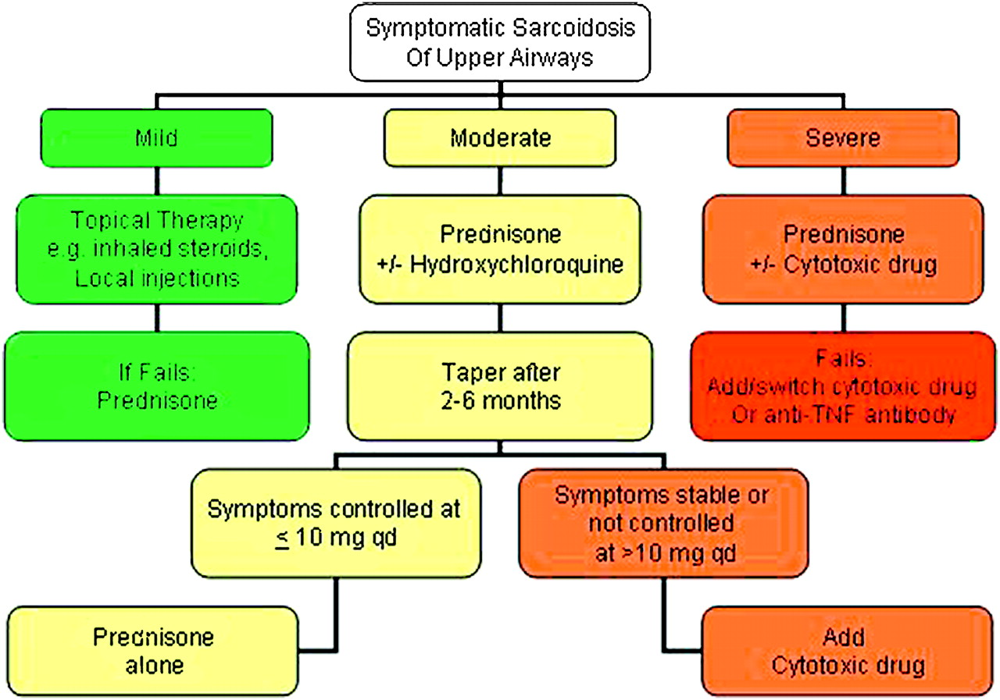 Symptomatic Sarcoidosis
Of Upper Airways
Mild
Moderate
Severe
Topical Therapy
e.g. inhaled steroids,
Local injections
Prednisone
+/- Hydroxychloroquine
Prednisone
+/- Cytotoxic drug
If Fails:
Prednisone
Taper after
2-6 months
Fails:
Add/switch cytotoxic drug
Or anti-TNF antibody
Symptoms controlled at
≤ 10 mg qd
Symptoms stable or
not controlled
at >10 mg qd
Prednisone
alone
Add
Cytotoxic drug